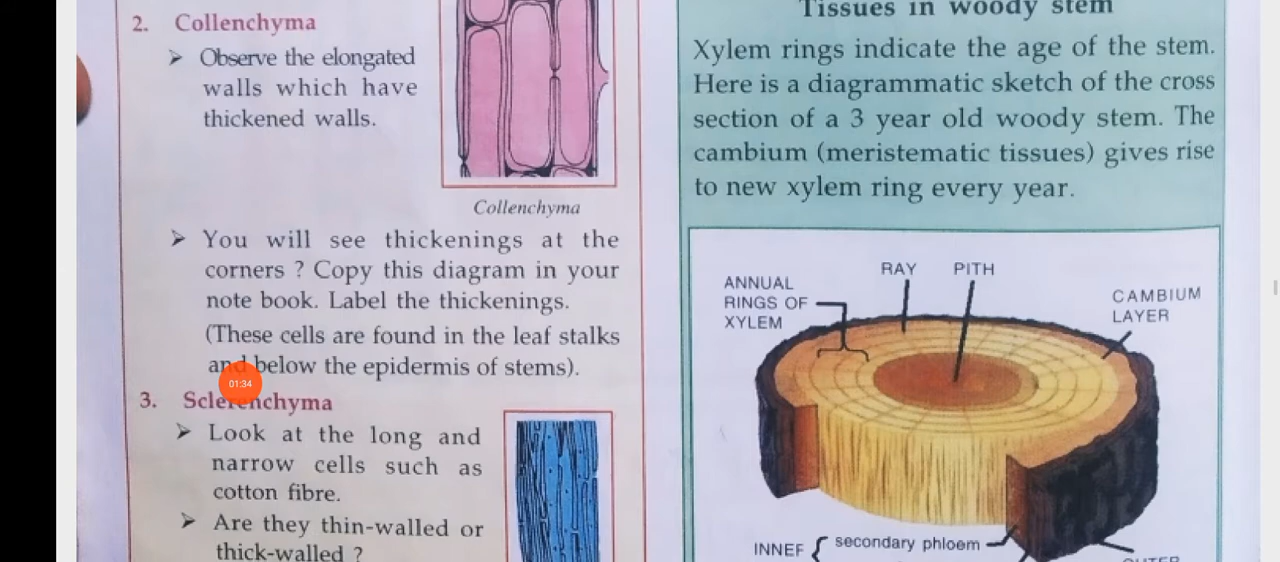 2. Collenchyma
➢ Observe the elongated
walls which have
thickened walls.
Collenchyma
➢ You will see thickenings at the
corners ? Copy this diagram in your
note book. Label the thickenings.
(These cells are found in the leaf stalks
and below the epidermis of stems).
01:34
3. Sclerenchyma
➢ Look at the long and
narrow cells such as
cotton fibre.
➢ Are they thin-walled or
thick-walled ?
Tissues in woody stem
Xylem rings indicate the age of the stem.
Here is a diagrammatic sketch of the cross
section of a 3 year old woody stem. The
cambium (meristematic tissues) gives rise
to new xylem ring every year.
RAY PITH
ANNUAL
RINGS OF
XYLEM
CAMBIUM
LAYER
secondary phloem